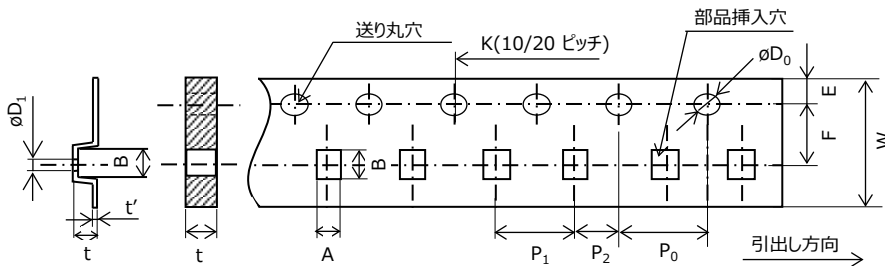 送り丸穴
K(10/20 ピッチ)
部品挿入穴
øD₀
E
F
W
øD₁
B
t'
t
t
B
A
P₁
P₂
P₀
引出し方向